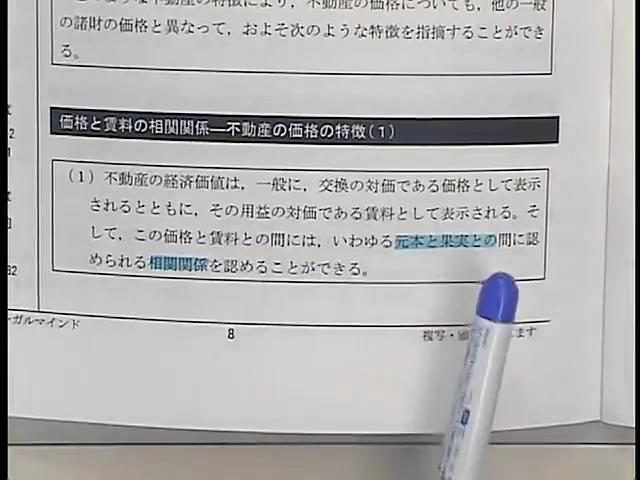 な不動産の特徴により，不動産の価格についても，他の一般
の諸財の価格と異なって，およそ次のような特徴を指摘することができ
る。
価格と賃料の相関関係―不動産の価格の特徴（1）
（1）不動産の経済価値は，一般に，交換の対価である価格として表示
されるとともに，その用益の対価である賃料として表示される。そ
して，この価格と賃料との間には，いわゆる元本と果実との間に認
められる相関関係を認めることができる。
ガルマインド
8
複写・
ます